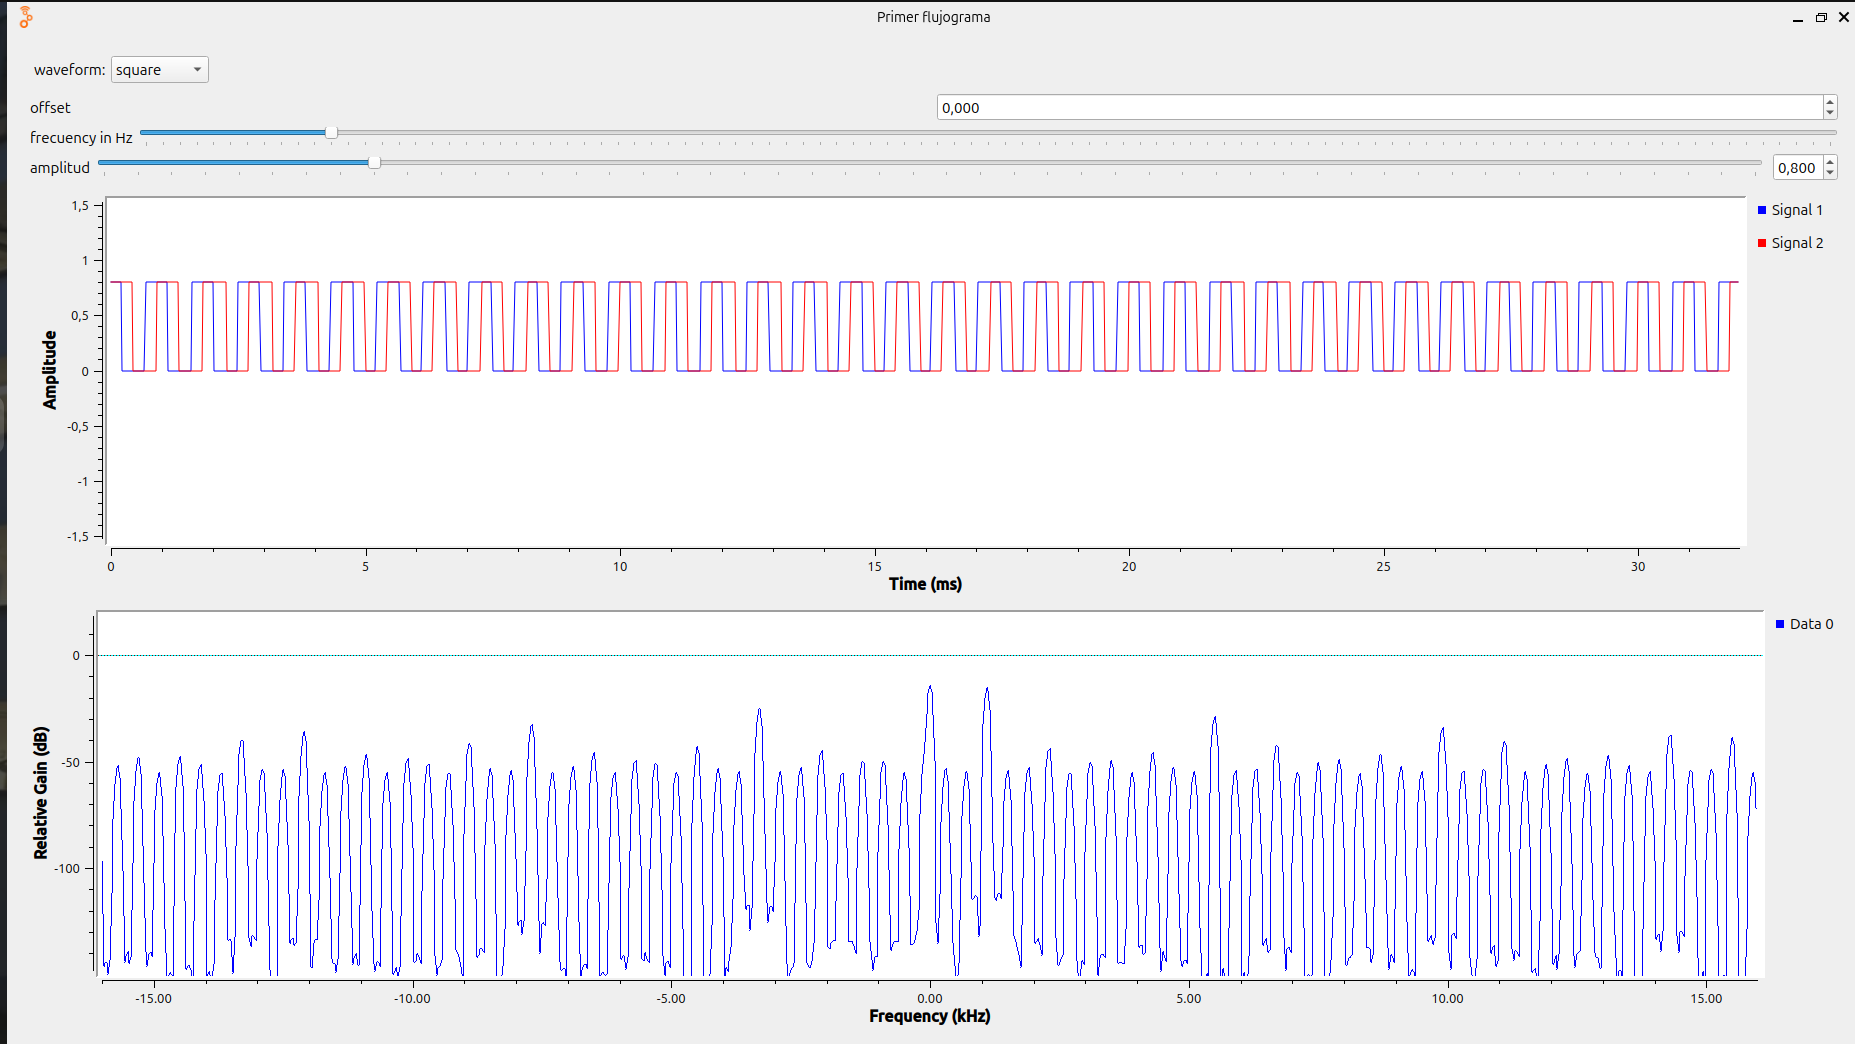 Primer flujograma
waveform: square
offset 0,000
frecuency in Hz
amplitud 0,800
1,5
1
0,5
0
-0,5
-1
-1,5
Amplitude
0 5 10 15 20 25 30
Time (ms)
Signal 1
Signal 2
0
-50
-100
Relative Gain (dB)
-15.00 -10.00 -5.00 0.00 5.00 10.00 15.00
Frequency (kHz)
Data 0